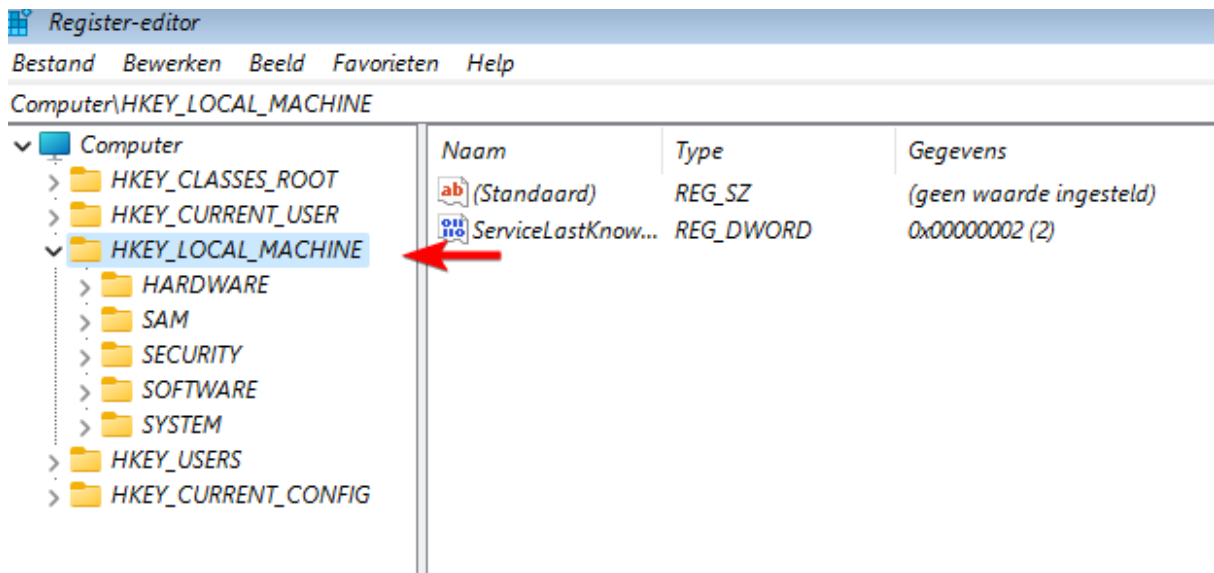 Register-editor
Bestand Bewerken Beeld Favorieten Help
Computer\HKEY_LOCAL_MACHINE
Computer
HKEY_CLASSES_ROOT
HKEY_CURRENT_USER
HKEY_LOCAL_MACHINE
HARDWARE
SAM
SECURITY
SOFTWARE
SYSTEM
HKEY_USERS
HKEY_CURRENT_CONFIG
Naam Type Gegevens
(Standaard) REG_SZ (geen waarde ingesteld)
ServiceLastKnow... REG_DWORD 0x00000002 (2)